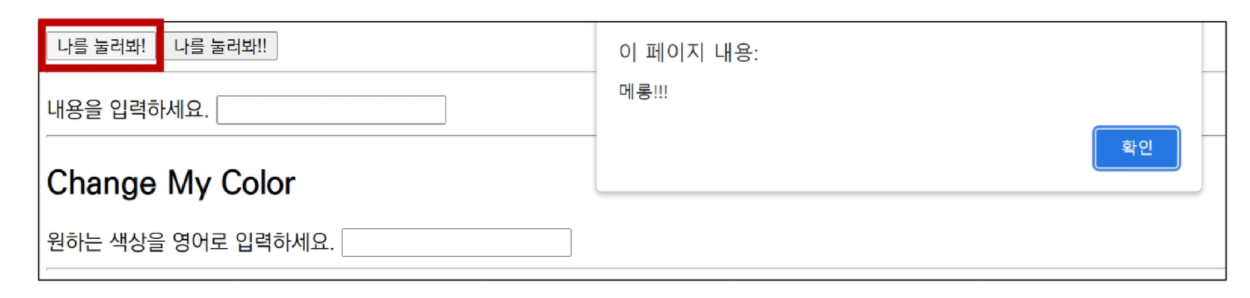 나를 눌러봐! 나를 눌러봐!!
이 페이지 내용:
메롱!!!
확인
내용을 입력하세요.
Change My Color
원하는 색상을 영어로 입력하세요.